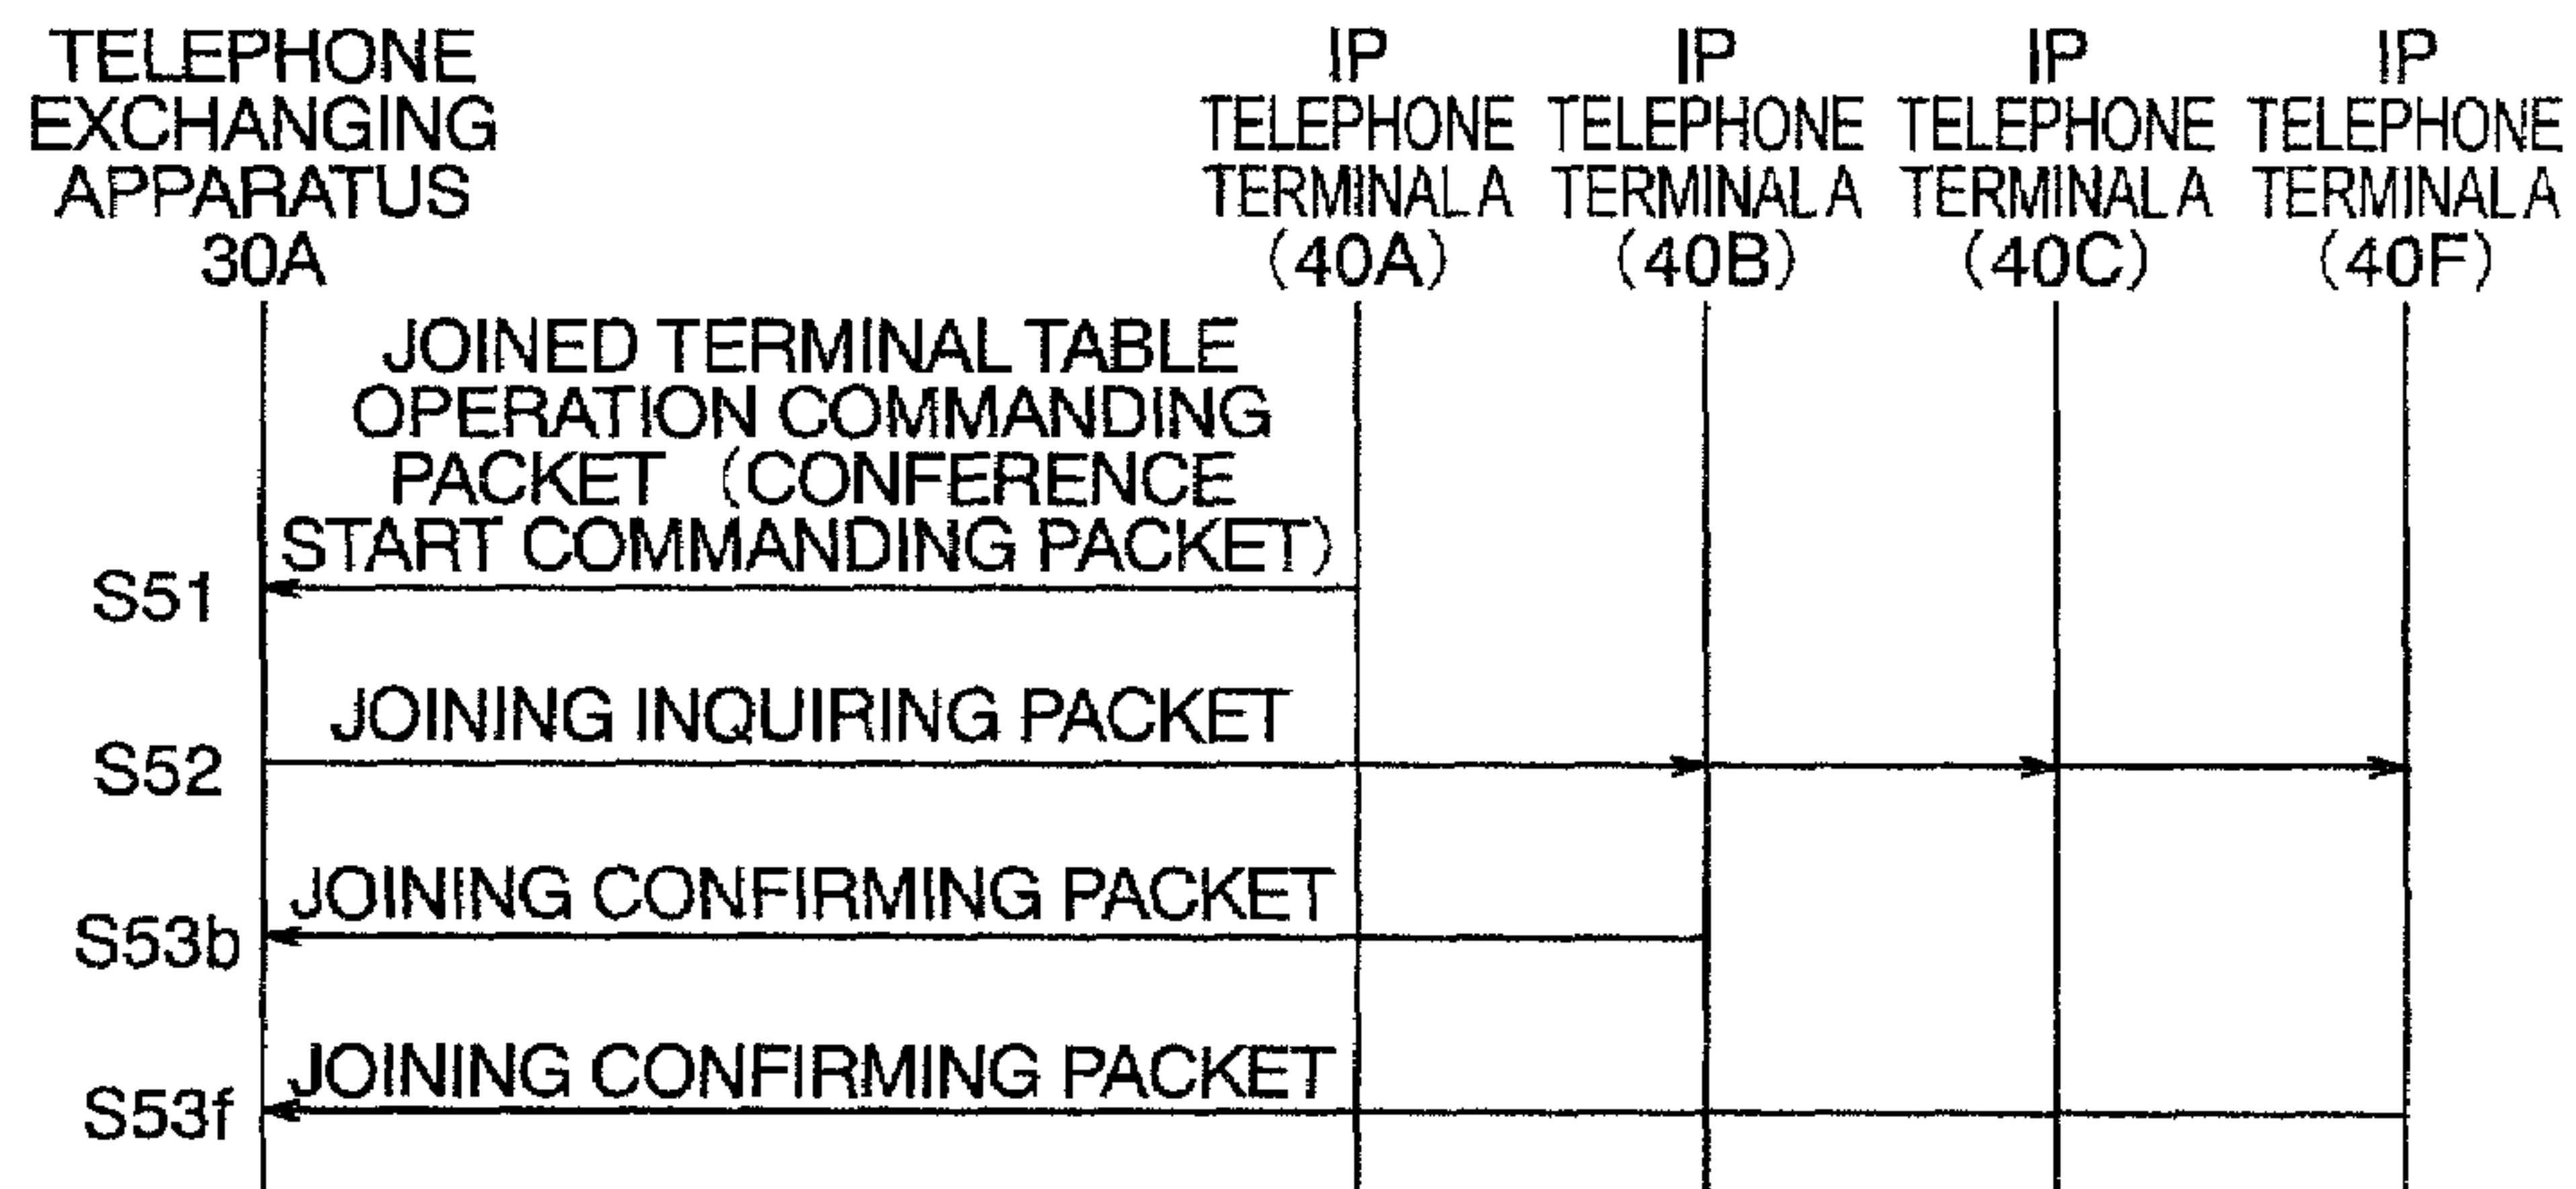 TELEPHONE
EXCHANGING
APPARATUS
30A
IP
TELEPHONE
TERMINAL A
(40A)
IP
TELEPHONE
TERMINAL A
(40B)
IP
TELEPHONE
TERMINAL A
(40C)
IP
TELEPHONE
TERMINAL A
(40F)
JOINED TERMINAL TABLE
OPERATION COMMANDING
PACKET (CONFERENCE
START COMMANDING PACKET)
S51
JOINING INQUIRING PACKET
S52
JOINING CONFIRMING PACKET
S53b
JOINING CONFIRMING PACKET
S53f